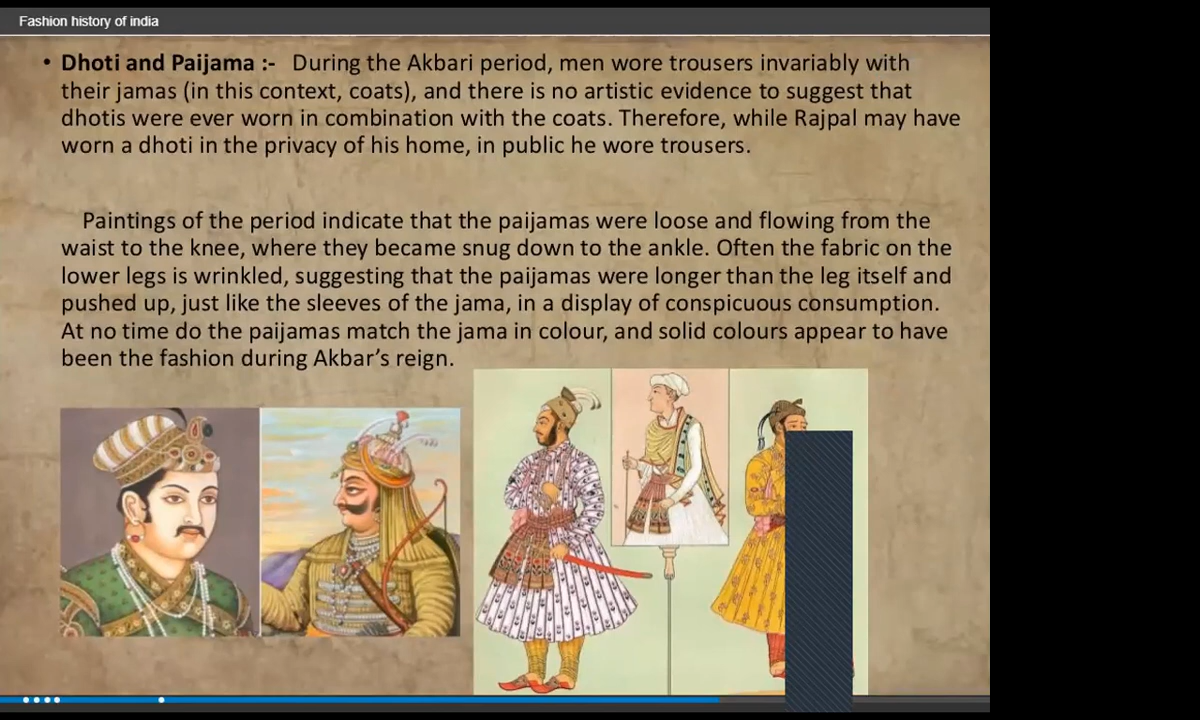 Fashion history of india
• Dhoti and Paijama :- During the Akbari period, men wore trousers invariably with
their jamas (in this context, coats), and there is no artistic evidence to suggest that
dhotis were ever worn in combination with the coats. Therefore, while Rajpal may have
worn a dhoti in the privacy of his home, in public he wore trousers.
Paintings of the period indicate that the paijamas were loose and flowing from the
waist to the knee, where they became snug down to the ankle. Often the fabric on the
lower legs is wrinkled, suggesting that the paijamas were longer than the leg itself and
pushed up, just like the sleeves of the jama, in a display of conspicuous consumption.
At no time do the paijamas match the jama in colour, and solid colours appear to have
been the fashion during Akbar’s reign.